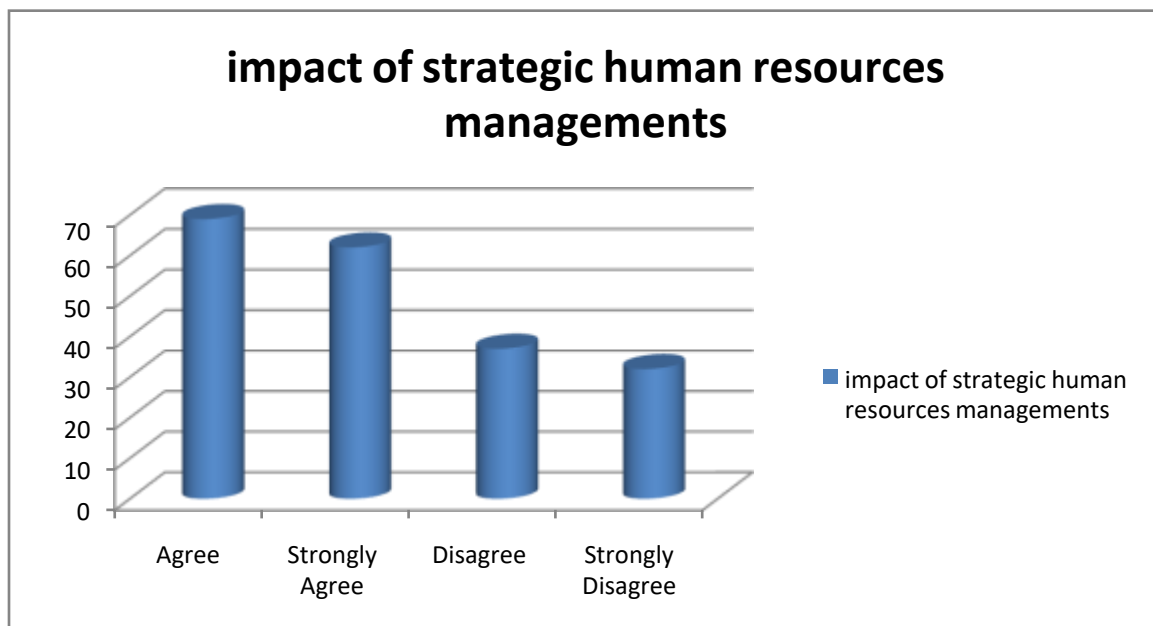 impact of strategic human resources
managements
70
60
50
40
30
20
10
0
Agree
Strongly
Agree
Disagree
Strongly
Disagree
impact of strategic human
resources managements